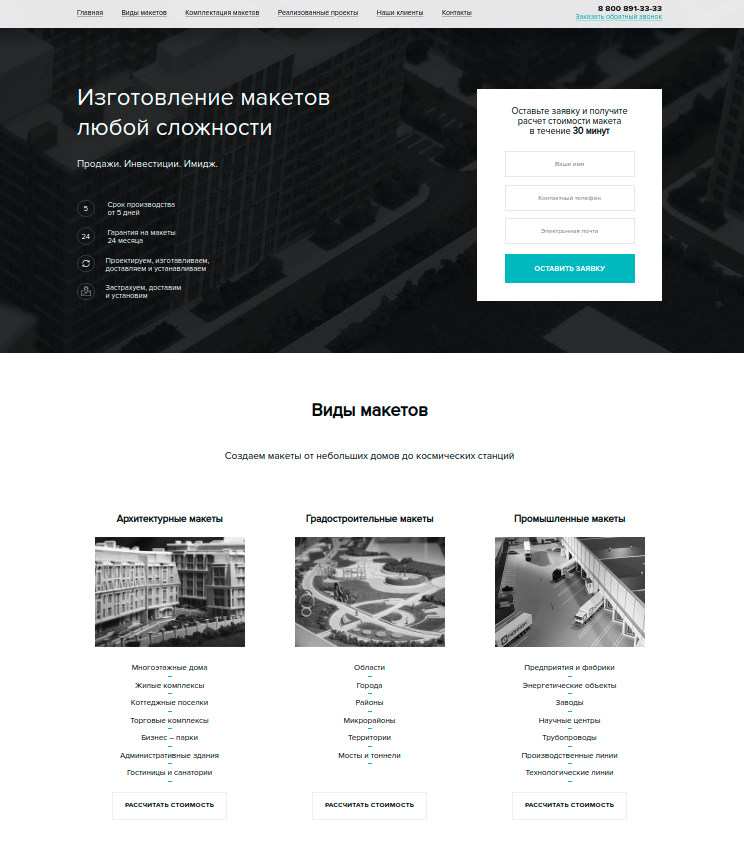 Главная Виды макетов Комплектация макетов Реализованные проекты Наши клиенты Контакты
8 800 891-33-33
Заказать обратный звонок
Изготовление макетов
любой сложности
Продажи. Инвестиции. Имидж.
5
Срок производства
от 5 дней
24
Гарантия на макеты
24 месяца
Проектируем, изготавливаем,
доставляем и устанавливаем
Застрахуем, доставим
и установим
Оставьте заявку и получите
расчет стоимости макета
в течение 30 минут
Ваше имя
Контактный телефон
Электронная почта
ОСТАВИТЬ ЗАЯВКУ
Виды макетов
Создаем макеты от небольших домов до космических станций
Архитектурные макеты
Многоэтажные дома
Жилые комплексы
Коттеджные поселки
Торговые комплексы
Бизнес – парки
Административные здания
Гостиницы и санатории
РАССЧИТАТЬ СТОИМОСТЬ
Градостроительные макеты
Области
Города
Районы
Микрорайоны
Территории
Мосты и тоннели
РАССЧИТАТЬ СТОИМОСТЬ
Промышленные макеты
Предприятия и фабрики
Энергетические объекты
Заводы
Научные центры
Трубопроводы
Производственные линии
Технологические линии
РАССЧИТАТЬ СТОИМОСТЬ